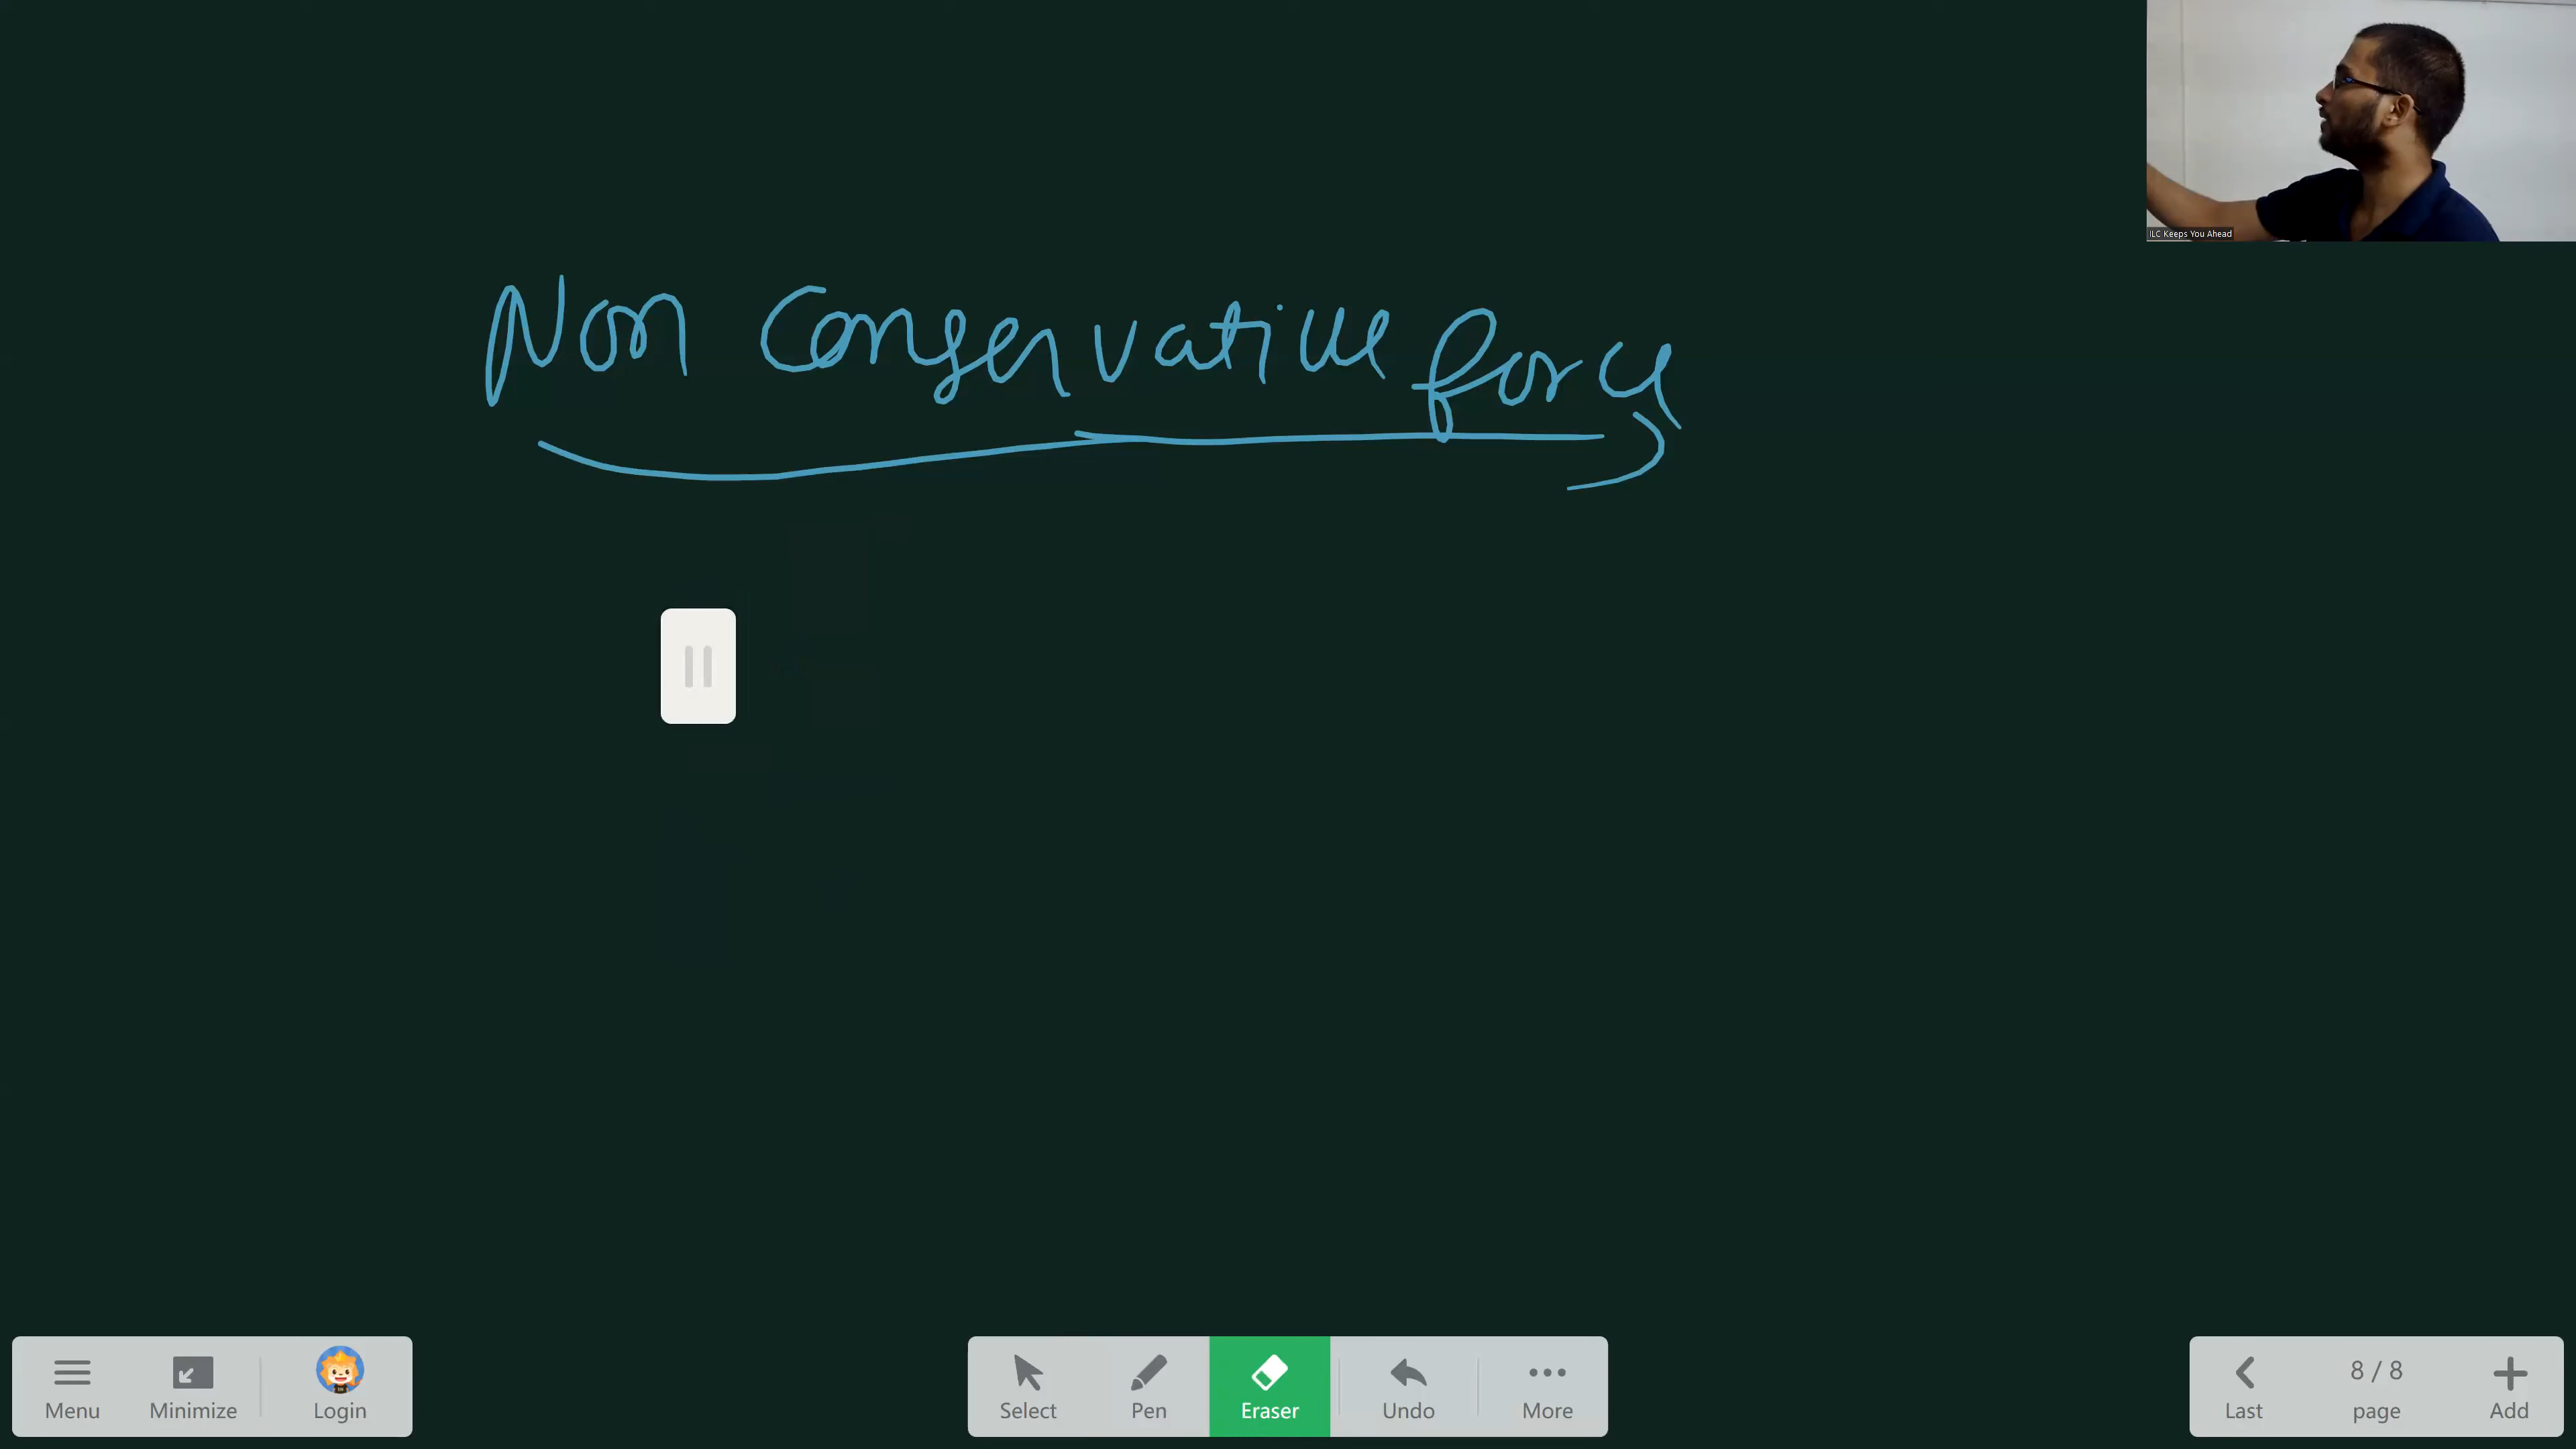 ILC Keeps You Ahead
Non Conservative force
Menu Minimize Login Select Pen Eraser Undo More Last 8 / 8 page Add